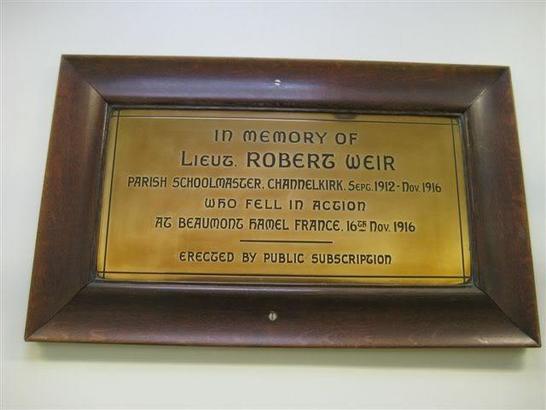 IN MEMORY OF
LIEUT. ROBERT WEIR
PARISH SCHOOLMASTER, CHANNELKIRK, SEPT. 1912 - NOV. 1916
WHO FELL IN ACTION
AT BEAUMONT HAMEL FRANCE, 16TH NOV. 1916
ERECTED BY PUBLIC SUBSCRIPTION